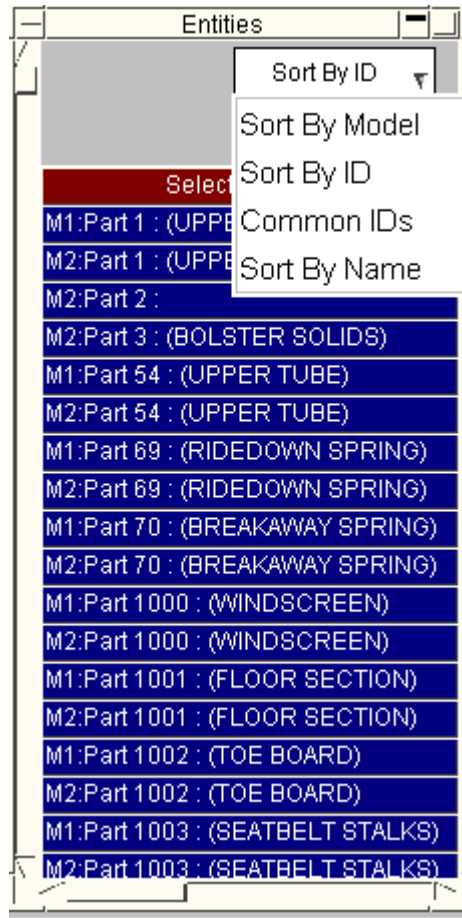 Entities
Sort By ID
Sort By Model
Sort By ID
Common IDs
Sort By Name
Select
M1:Part 1 : (UPPE
M2:Part 1 : (UPPE
M2:Part 2 :
M2:Part 3 : (BOLSTER SOLIDS)
M1:Part 54 : (UPPER TUBE)
M2:Part 54 : (UPPER TUBE)
M1:Part 69 : (RIDEDOWN SPRING)
M2:Part 69 : (RIDEDOWN SPRING)
M1:Part 70 : (BREAKAWAY SPRING)
M2:Part 70 : (BREAKAWAY SPRING)
M1:Part 1000 : (WINDSCREEN)
M2:Part 1000 : (WINDSCREEN)
M1:Part 1001 : (FLOOR SECTION)
M2:Part 1001 : (FLOOR SECTION)
M1:Part 1002 : (TOE BOARD)
M2:Part 1002 : (TOE BOARD)
M1:Part 1003 : (SEATBELT STALKS)
M2:Part 1003 : (SEATBELT STALKS)